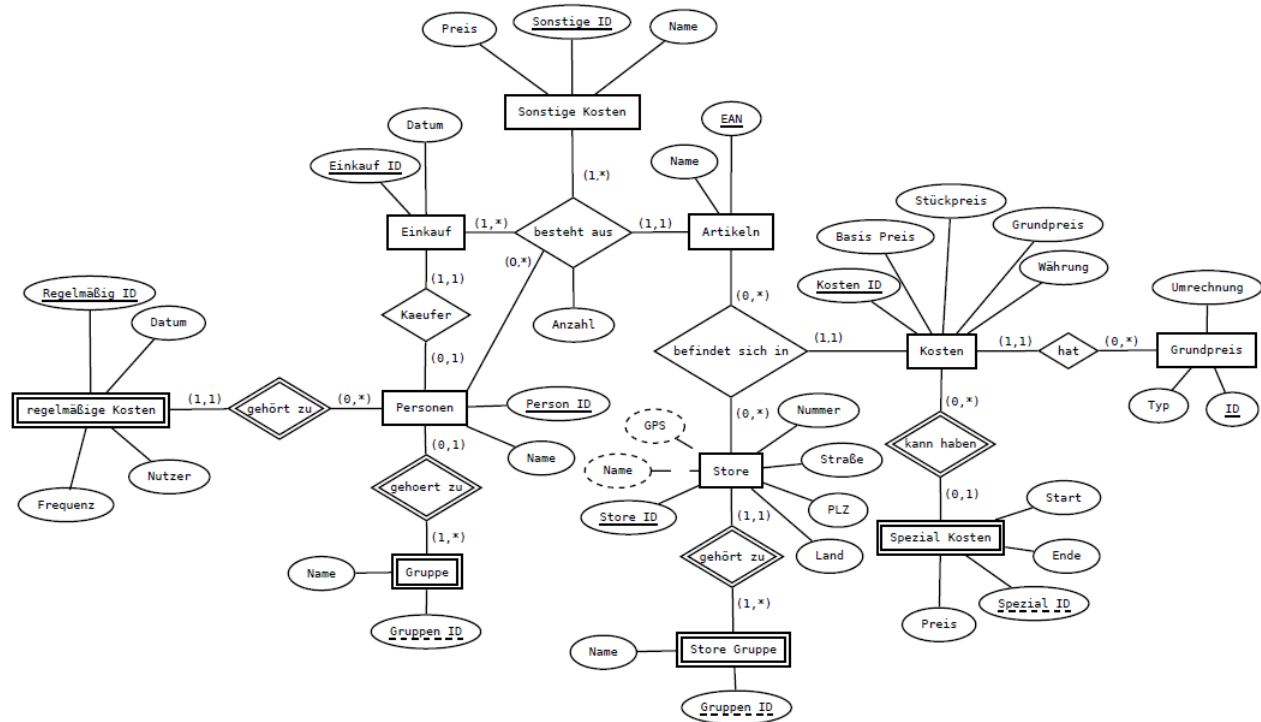 Sonstige ID
Preis
Name
Sonstige Kosten
Datum
EAN
Name
Einkauf ID
(1,*)
Stückpreis
Einkauf
(1,*)
besteht aus
(1,1)
Artikeln
Basis Preis
Grundpreis
(0,*)
Währung
(1,1)
Kosten ID
Regelmäßig ID
(0,*)
Umrechnung
Datum
Kaeufer
Anzahl
befindet sich in
(1,1)
Kosten
(1,1)
hat
(0,*)
Grundpreis
(0,1)
regelmäßige Kosten
(1,1)
gehört zu
(0,*)
Personen
Person ID
(0,*)
(0,*)
Typ
ID
Nummer
GPS
(0,1)
kann haben
Name
Straße
Nutzer
Name
Store
gehoert zu
(0,1)
Start
Frequenz
Store ID
PLZ
(1,1)
Spezial Kosten
(1,*)
gehört zu
Land
Ende
Name
Gruppe
(1,*)
Spezial ID
Preis
Gruppen ID
Name
Store Gruppe
Gruppen ID